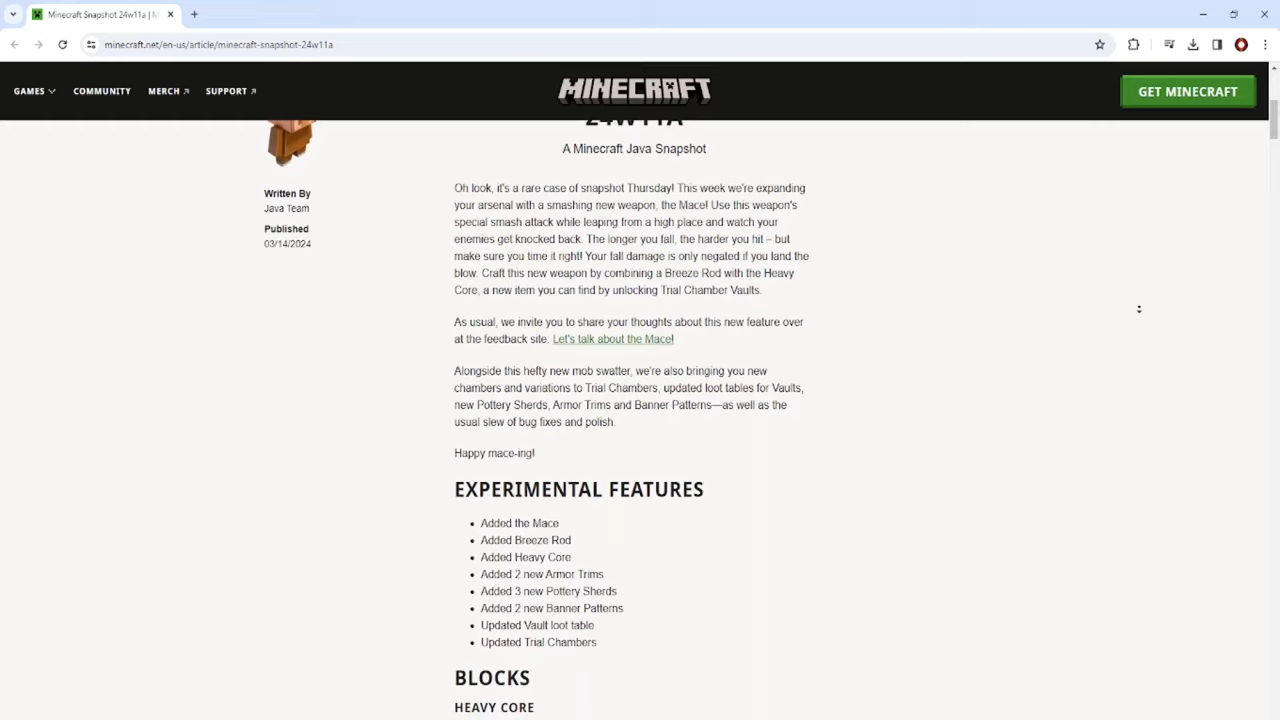 Minecraft Snapshot 24w11a | M
minecraft.net/en-us/article/minecraft-snapshot-24w11a
GAMES COMMUNITY MERCH SUPPORT
MINECRAFT
GET MINECRAFT
24W11A
A Minecraft Java Snapshot
Written By
Java Team
Published
03/14/2024
Oh look, it's a rare case of snapshot Thursday! This week we're expanding
your arsenal with a smashing new weapon, the Mace! Use this weapon's
special smash attack while leaping from a high place and watch your
enemies get knocked back. The longer you fall, the harder you hit – but
make sure you time it right! Your fall damage is only negated if you land the
blow. Craft this new weapon by combining a Breeze Rod with the Heavy
Core, a new item you can find by unlocking Trial Chamber Vaults.
As usual, we invite you to share your thoughts about this new feature over
at the feedback site: Let's talk about the Mace!
Alongside this hefty new mob swatter, we're also bringing you new
chambers and variations to Trial Chambers, updated loot tables for Vaults,
new Pottery Sherds, Armor Trims and Banner Patterns—as well as the
usual slew of bug fixes and polish.
Happy mace-ing!
EXPERIMENTAL FEATURES
• Added the Mace
• Added Breeze Rod
• Added Heavy Core
• Added 2 new Armor Trims
• Added 3 new Pottery Sherds
• Added 2 new Banner Patterns
• Updated Vault loot table
• Updated Trial Chambers
BLOCKS
HEAVY CORE